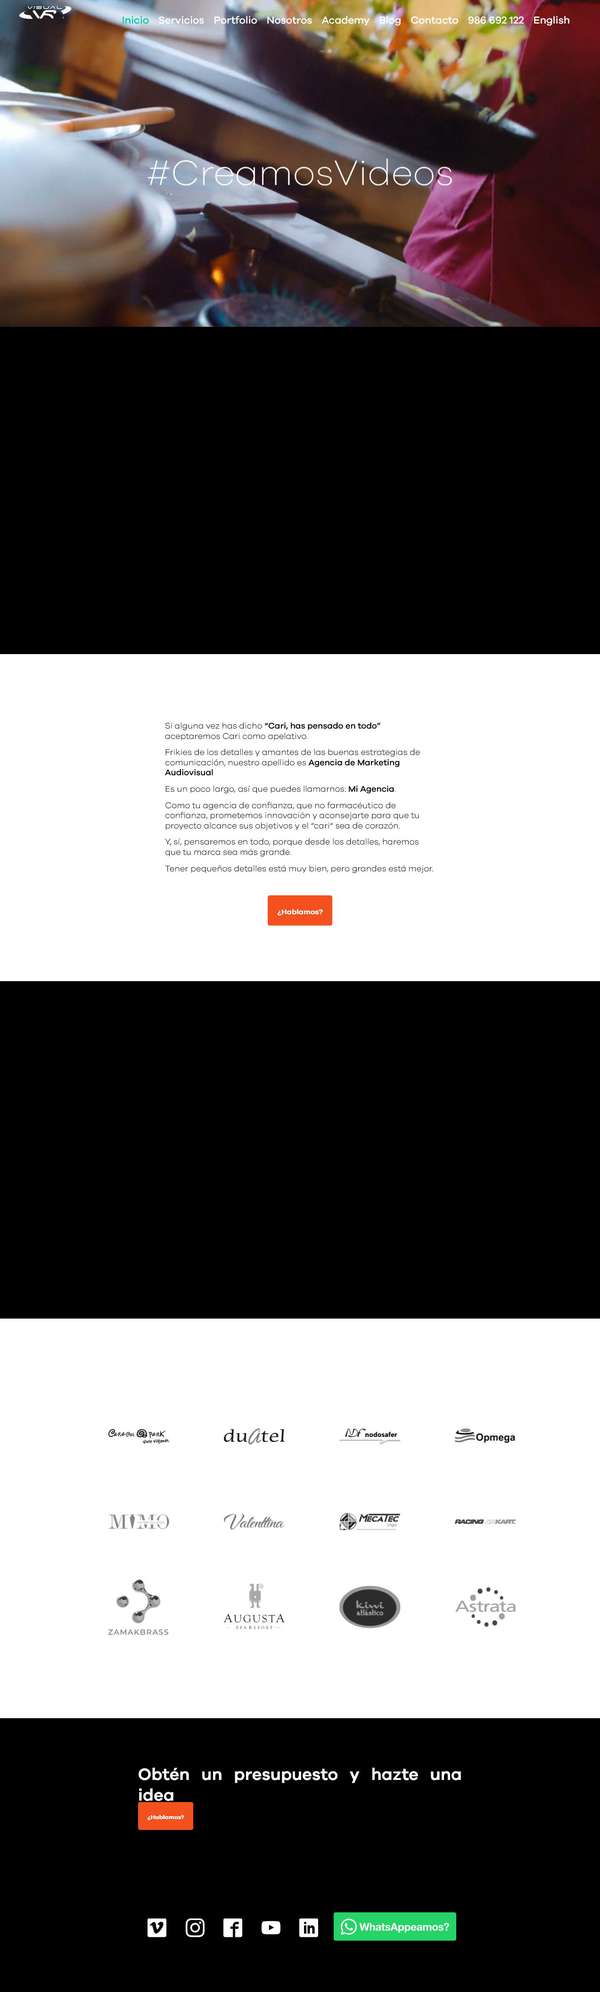 VISUAL
Inicio Servicios Portfolio Nosotros Academy Blog Contacto 986 692 122 English
#CreamosVideos
Si alguna vez has dicho “Cari, has pensado en todo”
aceptaremos Cari como apelativo.
Frikies de los detalles y amantes de las buenas estrategias de
comunicación, nuestro apellido es Agencia de Marketing
Audiovisual
Es un poco largo, así que puedes llamarnos: Mi Agencia.
Como tu agencia de confianza, que no farmacéutico de
confianza, prometemos innovación y aconsejarte para que tu
proyecto alcance sus objetivos y el “cari” sea de corazón.
Y, sí, pensaremos en todo, porque desde los detalles, haremos
que tu marca sea más grande.
Tener pequeños detalles está muy bien, pero grandes está mejor.
¿Hablamos?
duatel
nodosafer
Opmega
MIMO
Valenttina
MECATEC
RACING KART
ZAMAKBRASS
AUGUSTA
SPA RESORT
kiwi
atlántico
Astrata
Obtén un presupuesto y hazte una
idea
¿Hablamos?
WhatsAppeamos?